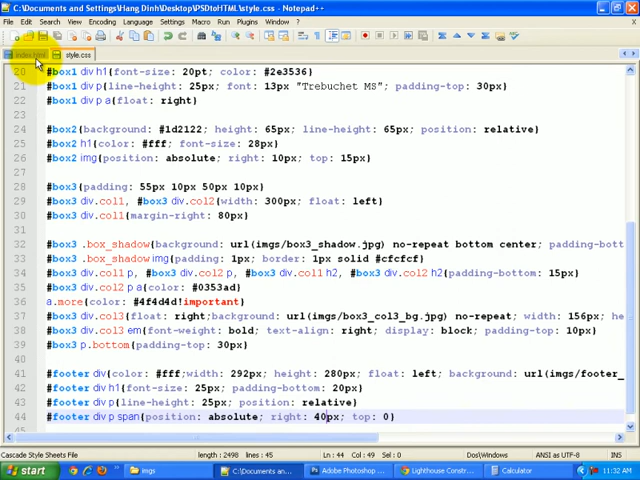 C:\Documents and Settings\Hang Dinh\Desktop\PSDtoHTML\style.css - Notepad++
File Edit Search View Encoding Language Settings Macro Run Plugins Window ?
index.html style.css
20 #box1 div h1{font-size: 20pt; color: #2e3536}
21 #box1 div p{line-height: 25px; font: 13px "Trebuchet MS"; padding-top: 30px}
22 #box1 div p a{float: right}
23
24 #box2{background: #1d2122; height: 65px; line-height: 65px; position: relative}
25 #box2 h1{color: #fff; font-size: 28px}
26 #box2 img{position: absolute; right: 10px; top: 15px}
27
28 #box3{padding: 55px 10px 50px 10px}
29 #box3 div.col1, #box3 div.col2{width: 300px; float: left}
30 #box3 div.col1{margin-right: 80px}
31
32 #box3 .box_shadow{background: url(imgs/box3_shadow.jpg) no-repeat bottom center; padding-bott
33 #box3 .box_shadow img{padding: 1px; border: 1px solid #cfcfcf}
34 #box3 div.col1 p, #box3 div.col2 p, #box3 div.col1 h2, #box3 div.col2 h2{padding-bottom: 15px}
35 #box3 div.col2 p a{color: #0353ad}
36 a.more{color: #4f4d4d!important}
37 #box3 div.col3{float: right;background: url(imgs/box3_col3_bg.jpg) no-repeat; width: 156px; he
38 #box3 div.col3 em{font-weight: bold; text-align: right; display: block; padding-top: 10px}
39 #box3 p.bottom{padding-top: 30px}
40
41 #footer div{color: #fff;width: 292px; height: 280px; float: left; background: url(imgs/footer_
42 #footer div h1{font-size: 25px; padding-bottom: 20px}
43 #footer div p{line-height: 25px; position: relative}
44 #footer div p span{position: absolute; right: 40px; top: 0}
Cascade Style Sheets File length : 2498 lines : 45 Ln : 44 Col : 49 Sel : 0 Dos\Windows ANSI as UTF-8 INS
start imgs C:\Documents and ... Adobe Photoshop ... Lighthouse Constr... Calculator 11:32 AM